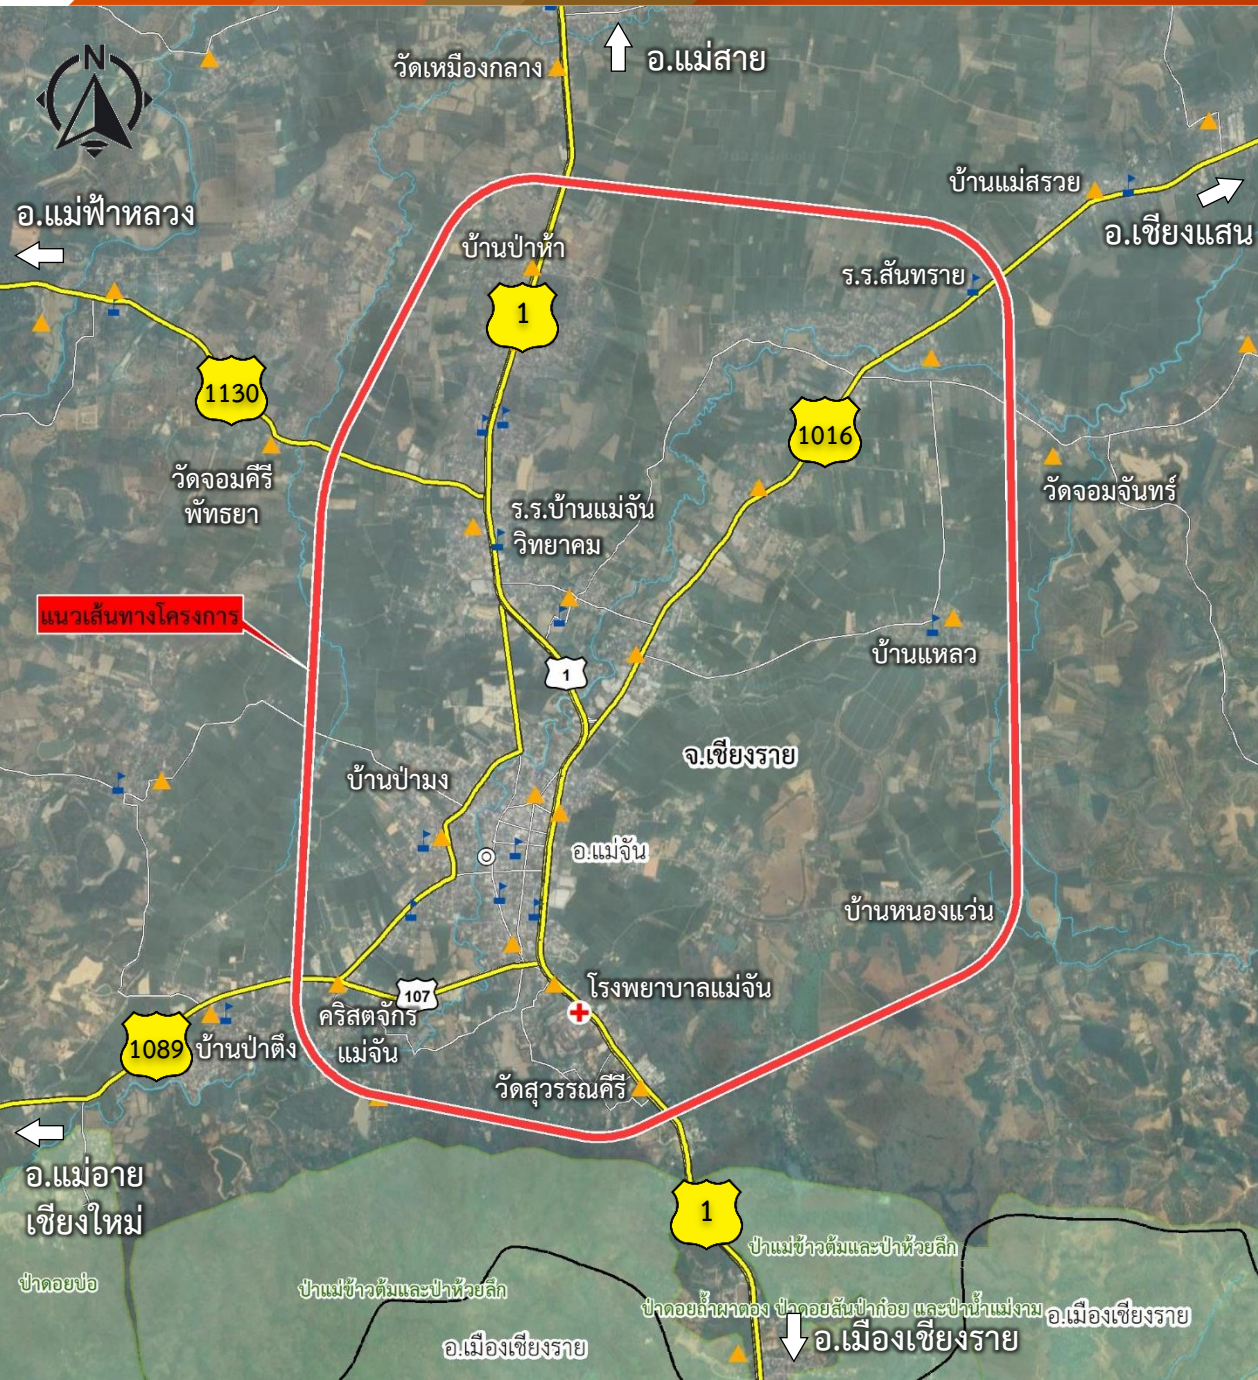 N
วัดเหมืองกลาง
อ.แม่สาย
บ้านแม่สรวย
อ.แม่ฟ้าหลวง
อ.เชียงแสน
บ้านป่าห้า
ร.ร.สันทราย
1
1130
1016
วัดจอมคีรี
พัทธยา
วัดจอมจันทร์
ร.ร.บ้านแม่จัน
วิทยาคม
แนวเส้นทางโครงการ
บ้านแหลว
1
จ.เชียงราย
บ้านป่ามง
อ.แม่จัน
บ้านหนองแว่น
โรงพยาบาลแม่จัน
107
คริสตจักร
แม่จัน
1089
บ้านป่าตึง
วัดสุวรรณคีรี
อ.แม่อาย
เชียงใหม่
1
ป่าแม่ข้าวต้มและป่าห้วยลึก
ป่าดอยบ่อ
ป่าแม่ข้าวต้มและป่าห้วยลึก
ป่าดอยถ้ำผาตอง ป่าดอยสันป่าก๋อย และป่าน้ำแม่งาม
อ.เมืองเชียงราย
อ.เมืองเชียงราย
อ.เมืองเชียงราย